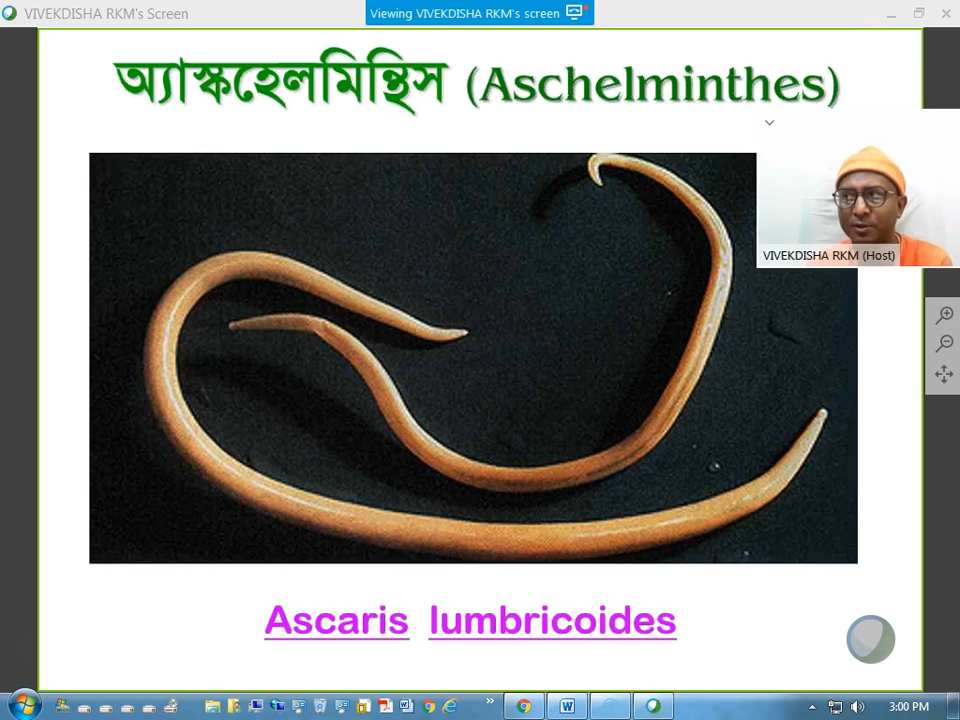 VIVEKDISHA RKM's Screen
Viewing VIVEKDISHA RKM's screen
অ্যাস্কহেলমিন্থিস (Aschelminthes)
VIVEKDISHA RKM (Host)
Ascaris lumbricoides
3:00 PM